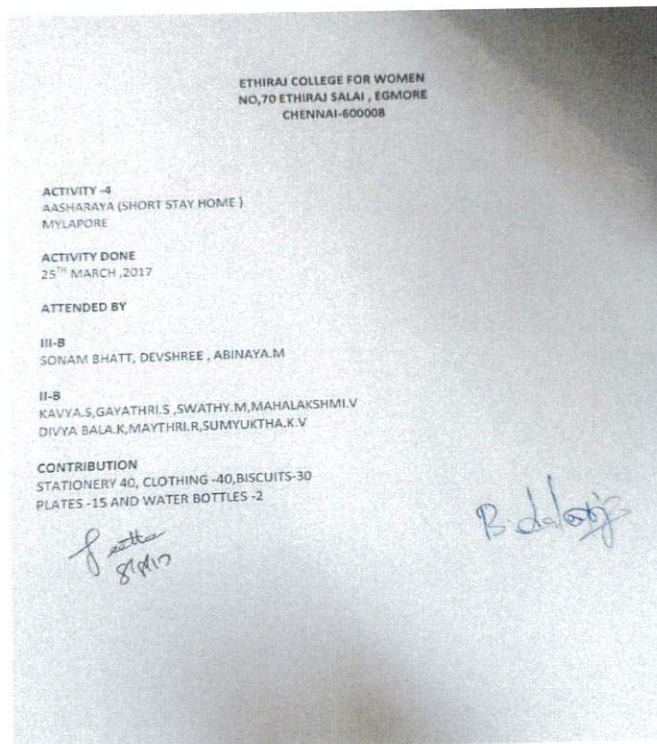 ETHIRAJ COLLEGE FOR WOMEN
NO,70 ETHIRAJ SALAI , EGMORE
CHENNAI-600008
ACTIVITY -4
AASHARAYA (SHORT STAY HOME )
MYLAPORE
ACTIVITY DONE
25TH MARCH ,2017
ATTENDED BY
III-B
SONAM BHATT, DEVSHREE , ABINAYA.M
II-B
KAVYA.S,GAYATHRI.S ,SWATHY.M,MAHALAKSHMI.V
DIVYA BALA.K,MAYTHRI.R,SUMYUKTHA.K.V
CONTRIBUTION
STATIONERY 40, CLOTHING -40,BISCUITS-30
PLATES -15 AND WATER BOTTLES -2